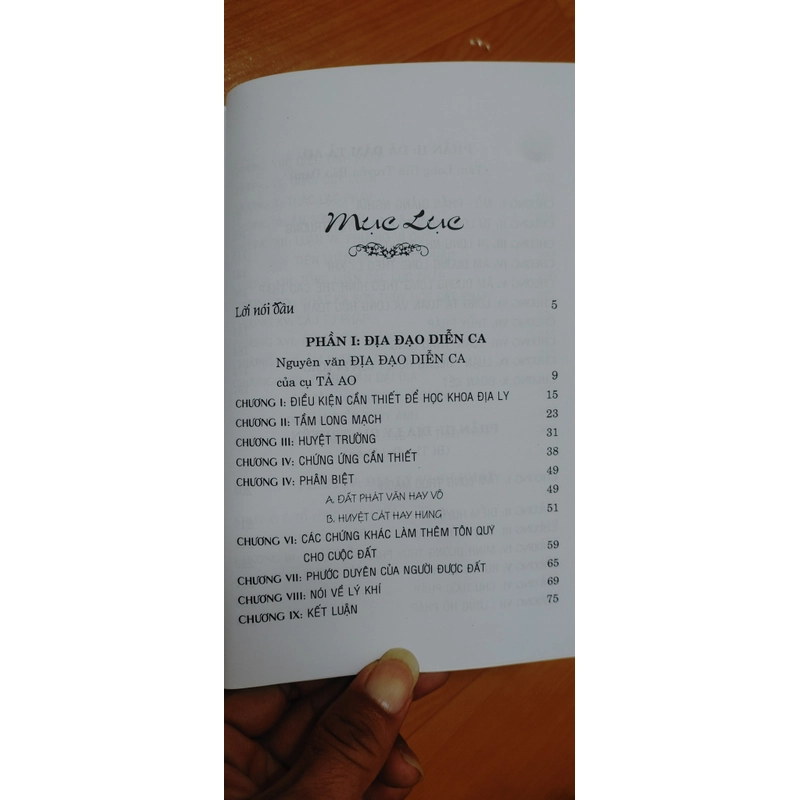 Mục Lục
Lời nói đầu 5
PHẦN I: ĐỊA ĐẠO DIỄN CA
Nguyên văn ĐỊA ĐẠO DIỄN CA
của cụ TẢ AO 9
CHƯƠNG I: ĐIỀU KIỆN CẦN THIẾT ĐỂ HỌC KHOA ĐỊA LÝ 15
CHƯƠNG II: TẦM LONG MẠCH 23
CHƯƠNG III: HUYỆT TRƯỜNG 31
CHƯƠNG IV: CHỨNG ỨNG CẦN THIẾT 38
CHƯƠNG IV: PHÂN BIỆT 49
A. ĐẤT PHÁT VĂN HAY VÕ 49
B. HUYỆT CÁT HAY HUNG 51
CHƯƠNG VI: CÁC CHỨNG KHÁC LÀM THÊM TÔN QUÝ
CHO CUỘC ĐẤT 59
CHƯƠNG VII: PHƯỚC DUYÊN CỦA NGƯỜI ĐƯỢC ĐẤT 65
CHƯƠNG VIII: NÓI VỀ LÝ KHÍ 69
CHƯƠNG IX: KẾT LUẬN 75